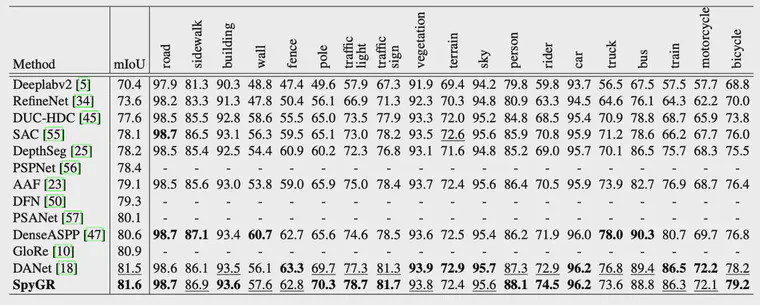 Method mIoU road sidewalk building wall fence pole traffic light traffic sign vegetation terrain sky person rider car truck bus train motorcycle bicycle
Deeplabv2 [5] 70.4 97.9 81.3 90.3 48.8 47.4 49.6 57.9 67.3 91.9 69.4 94.2 79.8 59.8 93.7 56.5 67.5 57.5 57.7 68.8
RefineNet [34] 73.6 98.2 83.3 91.3 47.8 50.4 56.1 66.9 71.3 92.3 70.3 94.8 80.9 63.3 94.5 64.6 76.1 64.3 62.2 70.0
DUC-HDC [45] 77.6 98.5 85.5 92.8 58.6 55.5 65.0 73.5 77.9 93.3 72.0 95.2 84.8 68.5 95.4 70.9 78.8 68.7 65.9 73.8
SAC [55] 78.1 98.7 86.5 93.1 56.3 59.5 65.1 73.0 78.2 93.5 72.6 95.6 85.9 70.8 95.9 71.2 78.6 66.2 67.7 76.0
DepthSeg [25] 78.2 98.5 85.4 92.5 54.4 60.9 60.2 72.3 76.8 93.1 71.6 94.8 85.2 69.0 95.7 70.1 86.5 75.7 68.3 75.5
PSPNet [56] 78.4 - - - - - - - - - - - - - - - - - - -
AAF [23] 79.1 98.5 85.6 93.0 53.8 59.0 65.9 75.0 78.4 93.7 72.4 95.6 86.4 70.5 95.9 73.9 82.7 76.9 68.7 76.4
DFN [50] 79.3 - - - - - - - - - - - - - - - - - - -
PSANet [57] 80.1 - - - - - - - - - - - - - - - - - - -
DenseASPP [47] 80.6 98.7 87.1 93.4 60.7 62.7 65.6 74.6 78.5 93.6 72.5 95.4 86.2 71.9 96.0 78.0 90.3 80.7 69.7 76.8
GloRe [10] 80.9 - - - - - - - - - - - - - - - - - - -
DANet [18] 81.5 98.6 86.1 93.5 56.1 63.3 69.7 77.3 81.3 93.9 72.9 95.7 87.3 72.9 96.2 76.8 89.4 86.5 72.2 78.2
SpyGR 81.6 98.7 86.9 93.6 57.6 62.8 70.3 78.7 81.7 93.8 72.4 95.6 88.1 74.5 96.2 73.6 88.8 86.3 72.1 79.2